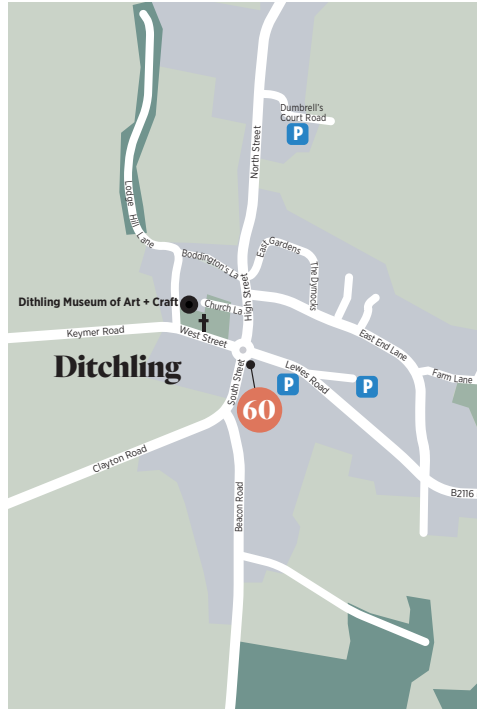 Dumbrell's
Court Road
P
North Street
Lodge Hill Lane
East Gardens
Boddington's La
The Dymocks
High Street
Dithling Museum of Art + Craft
Church La
Keymer Road
West Street
East End Lane
Ditchling
Lewes Road
Farm Lane
P
P
South Street
60
Clayton Road
Beacon Road
B2116